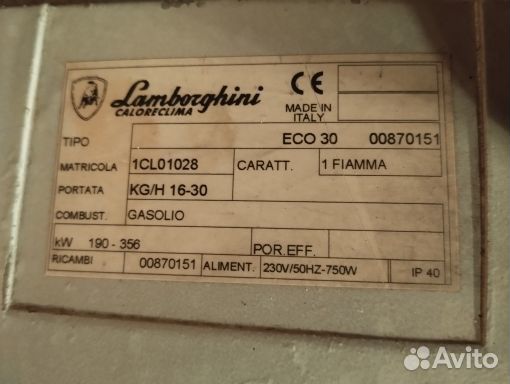 Lamborghini
CALORECLIMA
CE
MADE IN
ITALY
TIPO ECO 30 00870151
MATRICOLA 1CL01028 CARATT. 1 FIAMMA
PORTATA KG/H 16-30
COMBUST. GASOLIO
kW 190 - 356 POR.EFF.
RICAMBI 00870151 ALIMENT. 230V/50HZ-750W IP 40
Avito